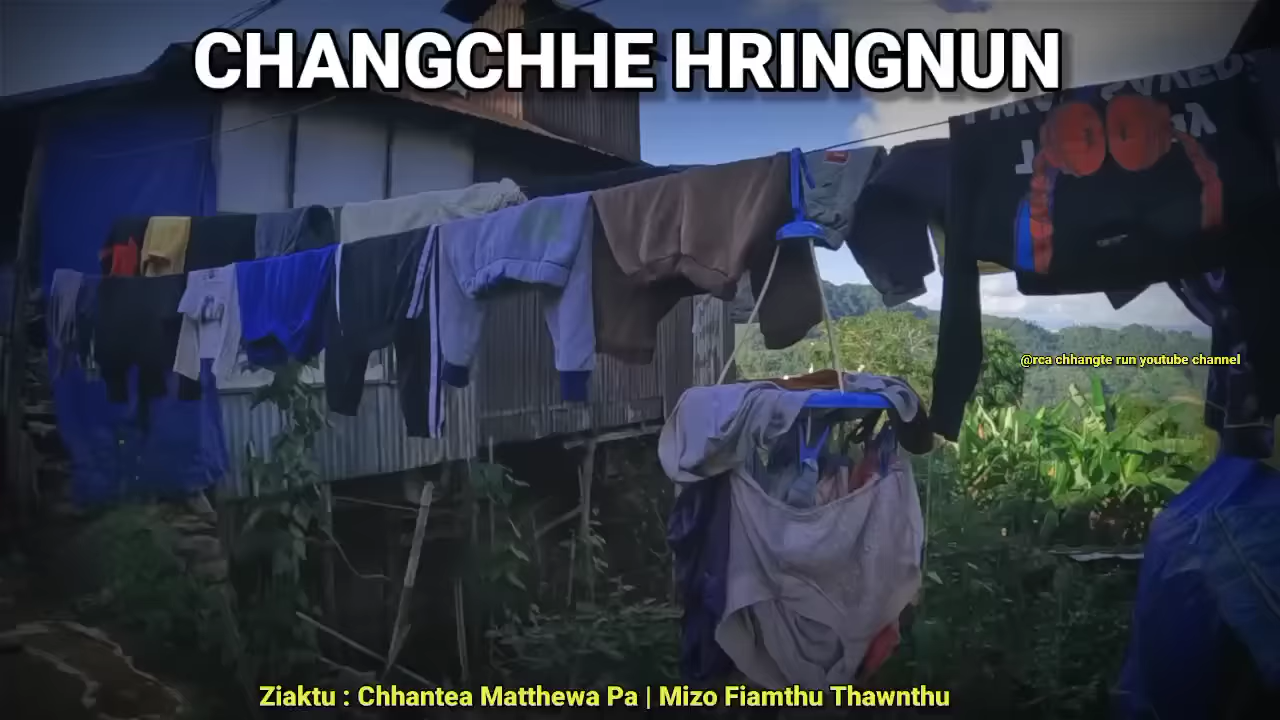 CHANGCHHE HRINGNUN
@rca chhangte run youtube channel
Ziaktu : Chhantea Matthewa Pa | Mizo Fiamthu Thawnthu